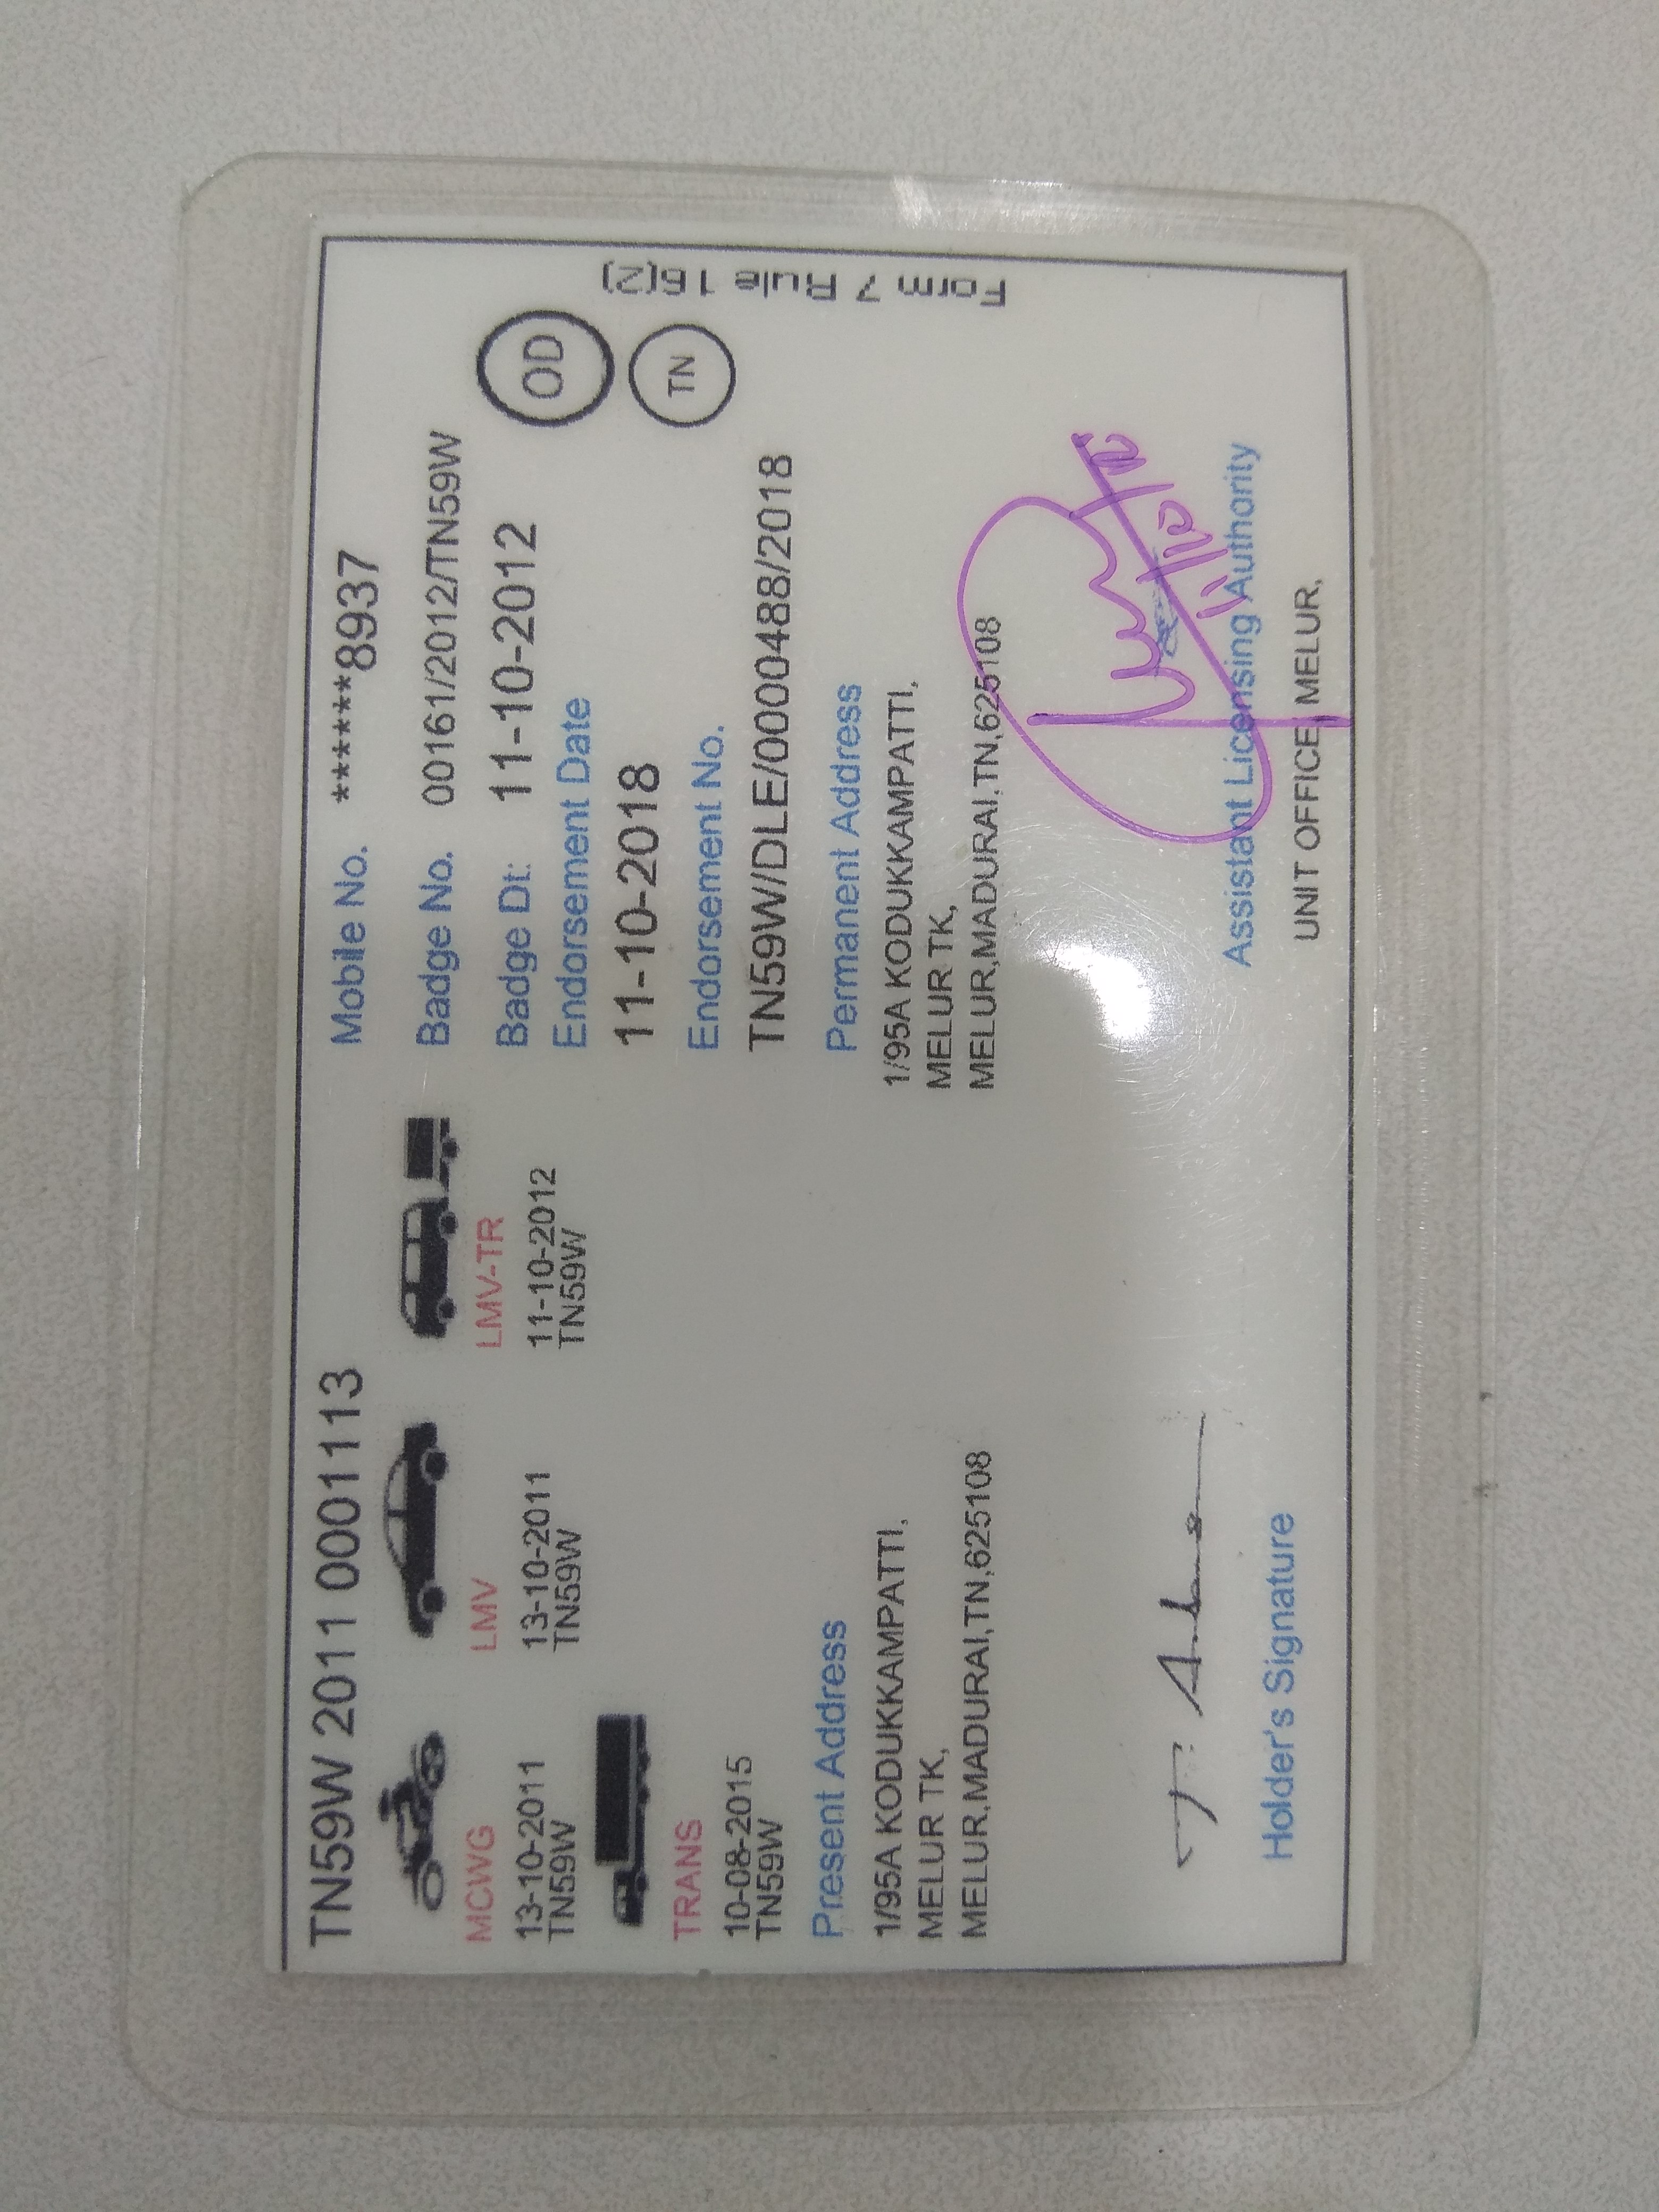 TN59W 2011 0001113
MCWG
13-10-2011
TN59W
LMV
13-10-2011
TN59W
LMV-TR
11-10-2012
TN59W
TRANS
10-08-2015
TN59W
Mobile No. ******8937
Badge No. 00161/2012/TN59W
Badge Dt: 11-10-2012
Endorsement Date
11-10-2018
Endorsement No.
TN59W/DLE/0000488/2018
OD
TN
Form 7 Rule 16(2)
Present Address
1/95A KODUKKAMPATTI,
MELUR TK,
MELUR,MADURAI,TN,625108
Permanent Address
1/95A KODUKKAMPATTI,
MELUR TK,
MELUR,MADURAI,TN,625108
Holder's Signature
Assistant Licensing Authority
UNIT OFFICE, MELUR,